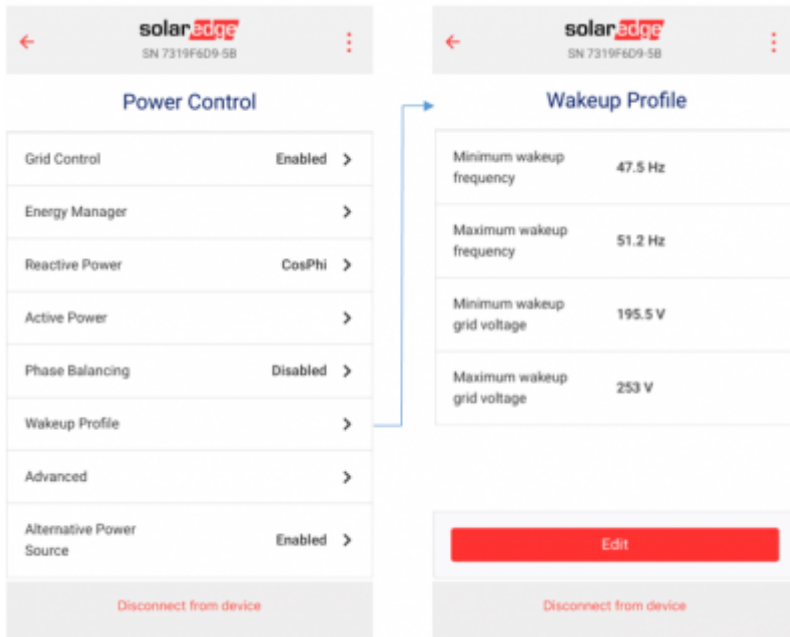 solaredge
SN 7319F6D9-5B
Power Control
Grid Control Enabled
Energy Manager
Reactive Power CosPhi
Active Power
Phase Balancing Disabled
Wakeup Profile
Advanced
Alternative Power
Source Enabled
Disconnect from device
solaredge
SN 7319F6D9-5B
Wakeup Profile
Minimum wakeup
frequency 47.5 Hz
Maximum wakeup
frequency 51.2 Hz
Minimum wakeup
grid voltage 195.5 V
Maximum wakeup
grid voltage 253 V
Edit
Disconnect from device